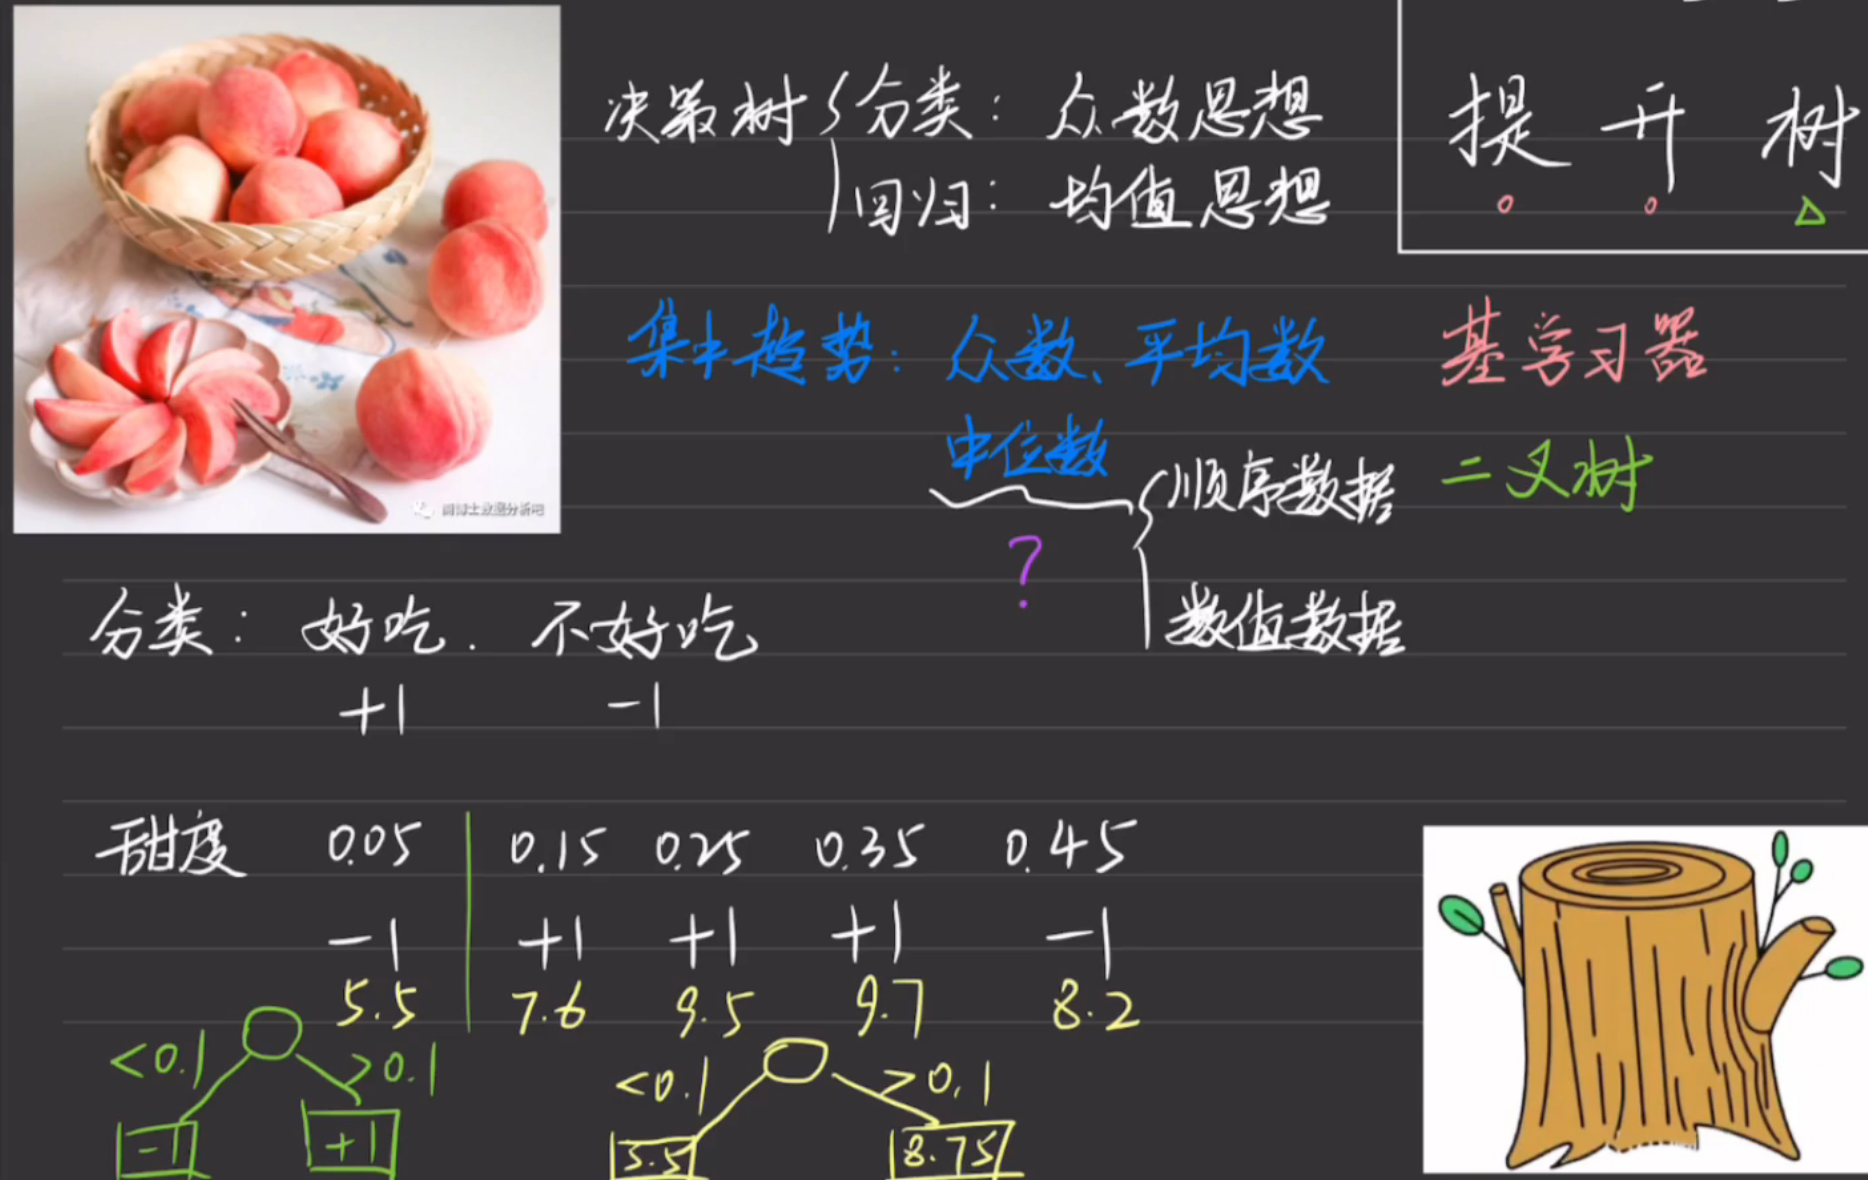 决策树 分类：众数思想
回归：均值思想
提升树
集中趋势：众数、平均数
中位数
?
顺序数据
数值数据
基学习器
二叉树
分类：好吃. 不好吃
+1 -1
甜度 0.05 0.15 0.25 0.35 0.45
-1 +1 +1 +1 -1
5.5 7.6 9.5 9.7 8.2
<0.1 >0.1
-1 +1
<0.1 >0.1
5.5 8.75